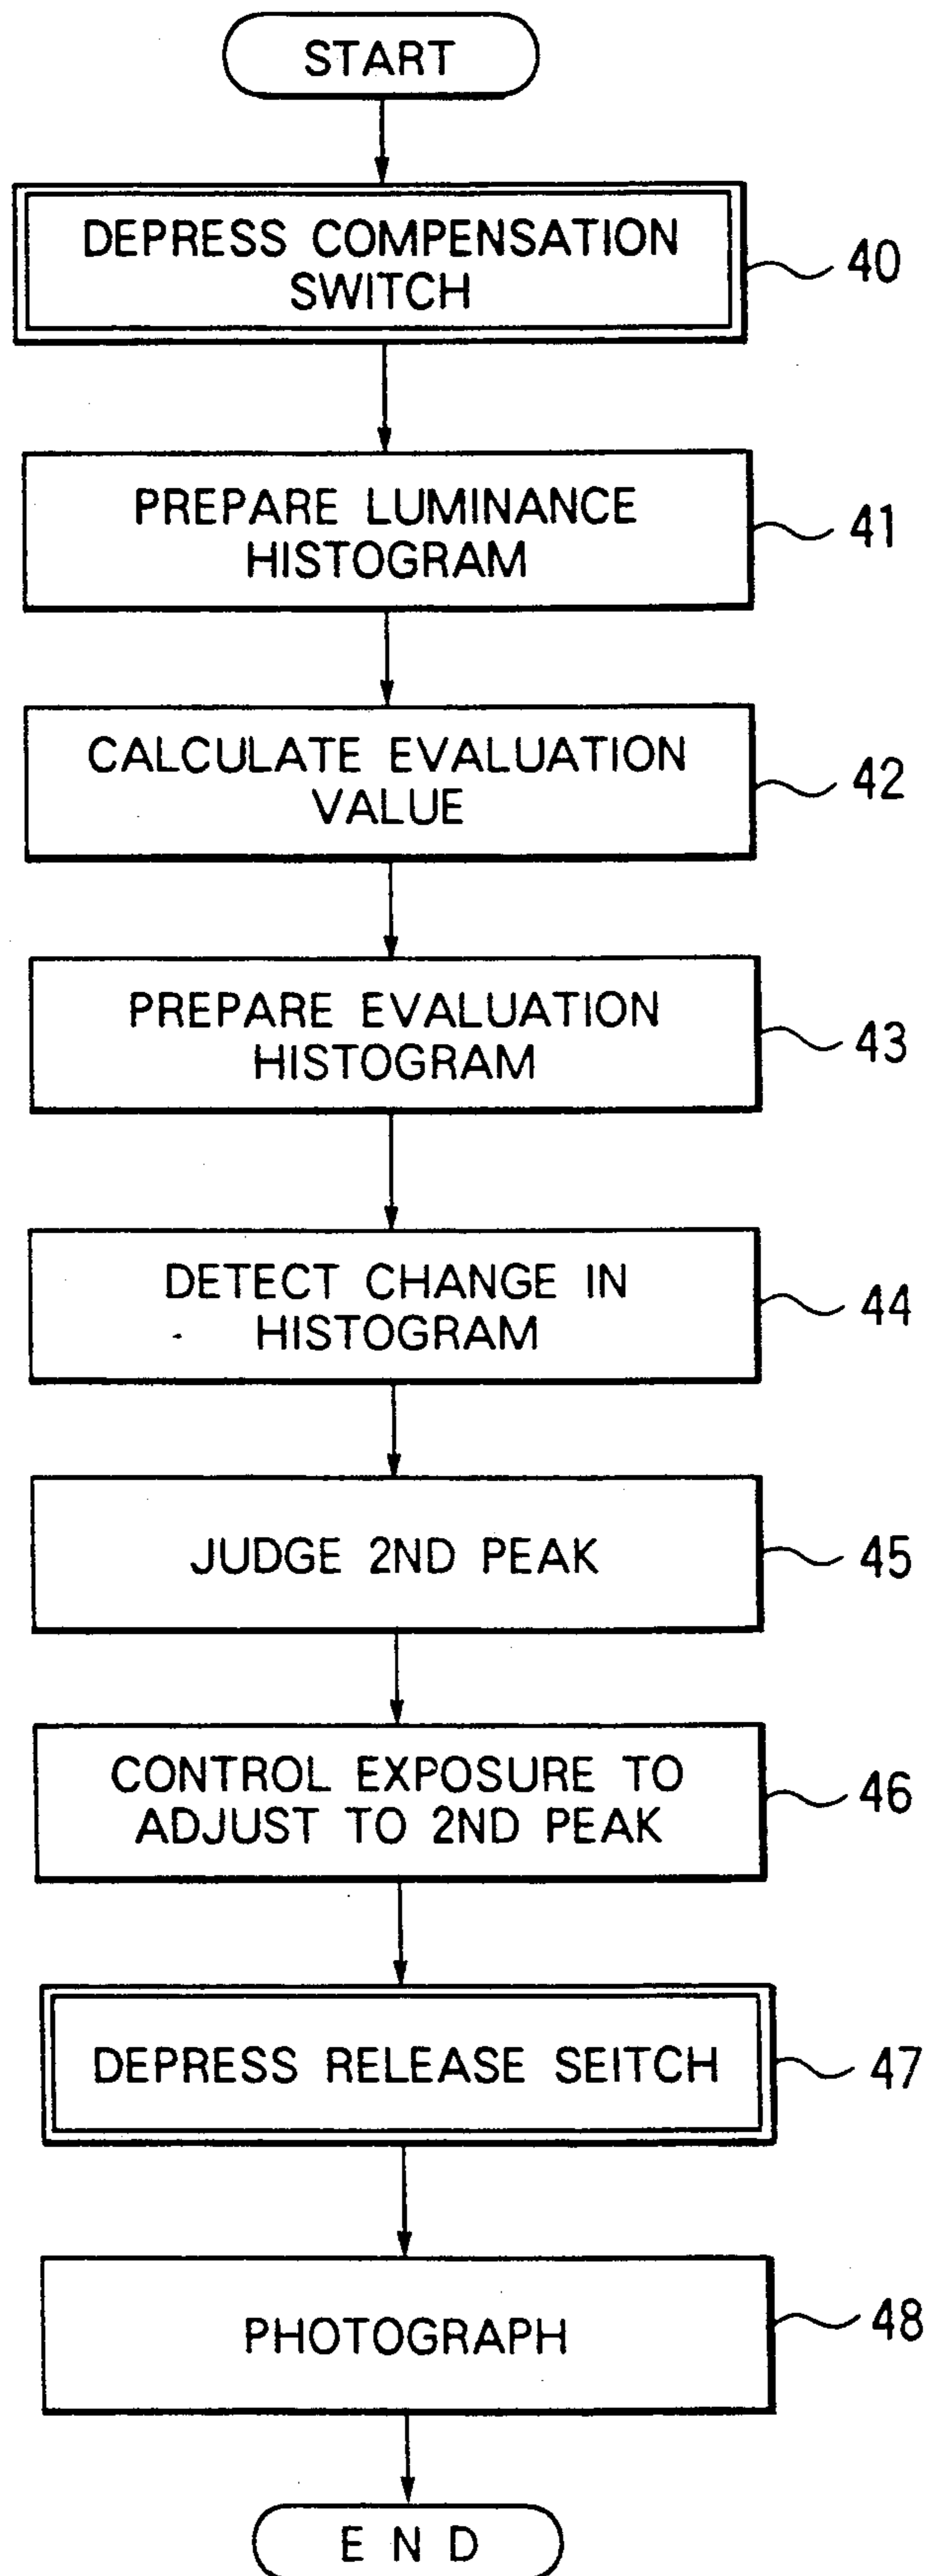 START
DEPRESS COMPENSATION
SWITCH
40
PREPARE LUMINANCE
HISTOGRAM
41
CALCULATE EVALUATION
VALUE
42
PREPARE EVALUATION
HISTOGRAM
43
DETECT CHANGE IN
HISTOGRAM
44
JUDGE 2ND PEAK
45
CONTROL EXPOSURE TO
ADJUST TO 2ND PEAK
46
DEPRESS RELEASE SEITCH
47
PHOTOGRAPH
48
END